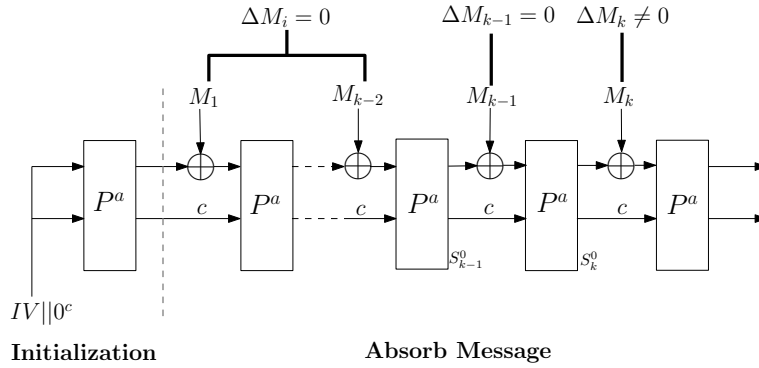 ΔM_i = 0
ΔM_{k−1} = 0
ΔM_k ≠ 0
M_1
M_{k−2}
M_{k−1}
M_k
P^a
P^a
P^a
P^a
P^a
c
c
c
S^0_{k−1}
S^0_k
IV||0^c
Initialization
Absorb Message